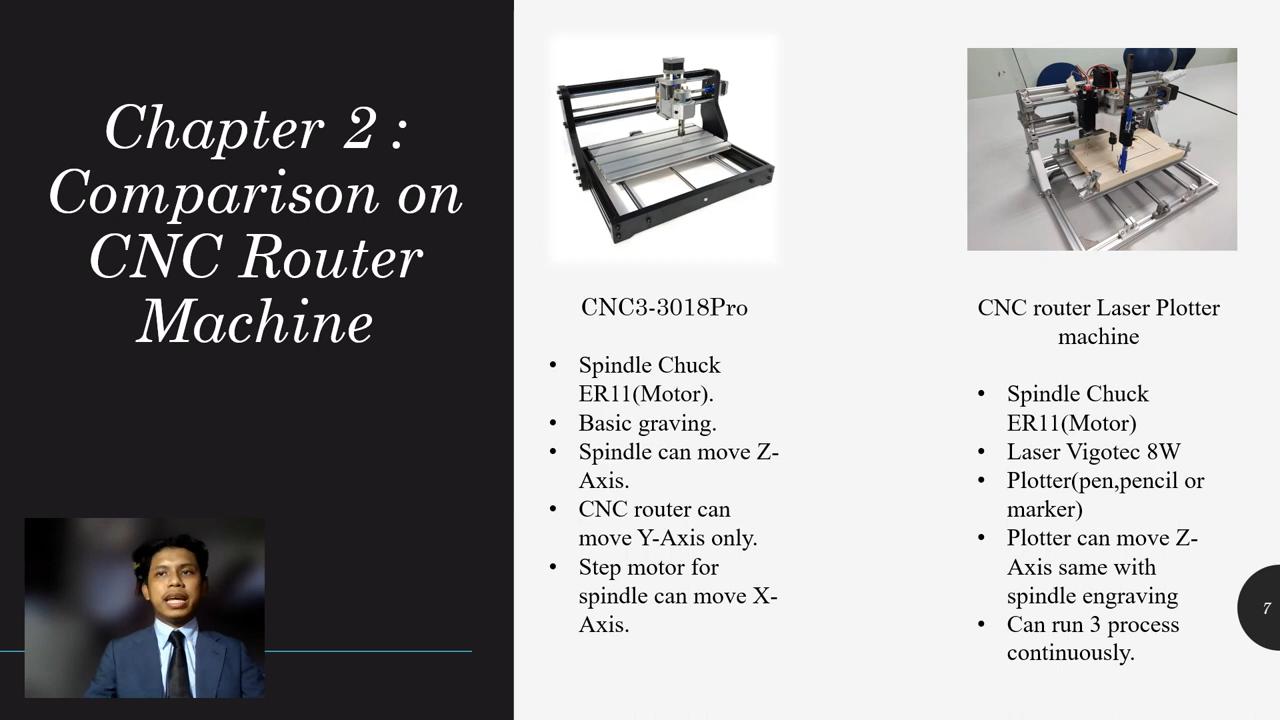 Chapter 2 :
Comparison on
CNC Router
Machine
CNC3-3018Pro
• Spindle Chuck
ER11(Motor).
• Basic graving.
• Spindle can move Z-
Axis.
• CNC router can
move Y-Axis only.
• Step motor for
spindle can move X-
Axis.
CNC router Laser Plotter
machine
• Spindle Chuck
ER11(Motor)
• Laser Vigotec 8W
• Plotter(pen,pencil or
marker)
• Plotter can move Z-
Axis same with
spindle engraving
• Can run 3 process
continuously.
7